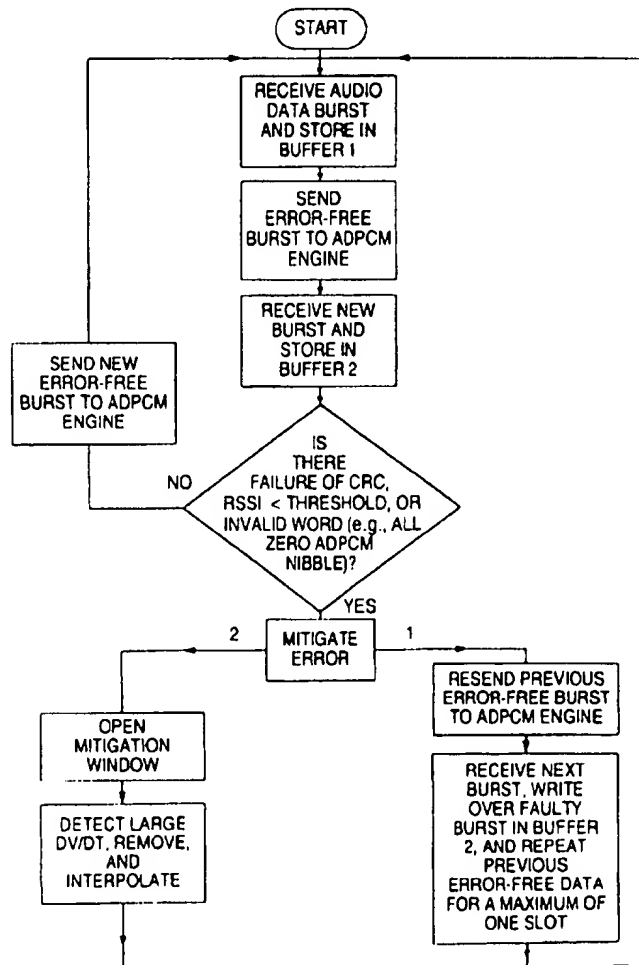 START
RECEIVE AUDIO
DATA BURST
AND STORE IN
BUFFER 1
SEND
ERROR-FREE
BURST TO ADPCM
ENGINE
RECEIVE NEW
BURST AND
STORE IN
BUFFER 2
SEND NEW
ERROR-FREE
BURST TO ADPCM
ENGINE
IS
THERE
FAILURE OF CRC,
RSSI < THRESHOLD, OR
INVALID WORD (e.g., ALL
ZERO ADPCM
NIBBLE)?
NO
YES
MITIGATE
ERROR
2
1
OPEN
MITIGATION
WINDOW
DETECT LARGE
DV/DT, REMOVE,
AND
INTERPOLATE
RESEND PREVIOUS
ERROR-FREE BURST
TO ADPCM ENGINE
RECEIVE NEXT
BURST, WRITE
OVER FAULTY
BURST IN BUFFER
2, AND REPEAT
PREVIOUS
ERROR-FREE DATA
FOR A MAXIMUM OF
ONE SLOT